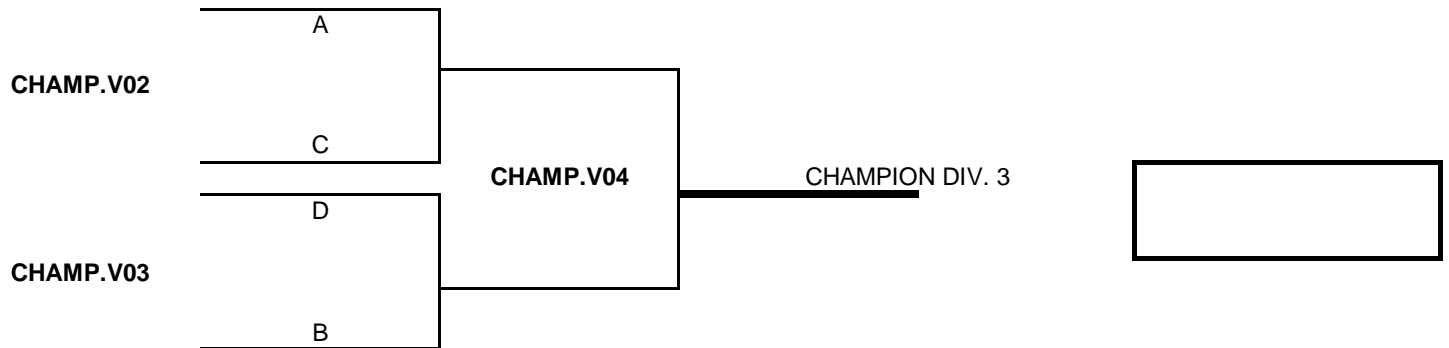 A
CHAMP.V02
C
CHAMP.V04
CHAMPION DIV. 3
D
CHAMP.V03
B